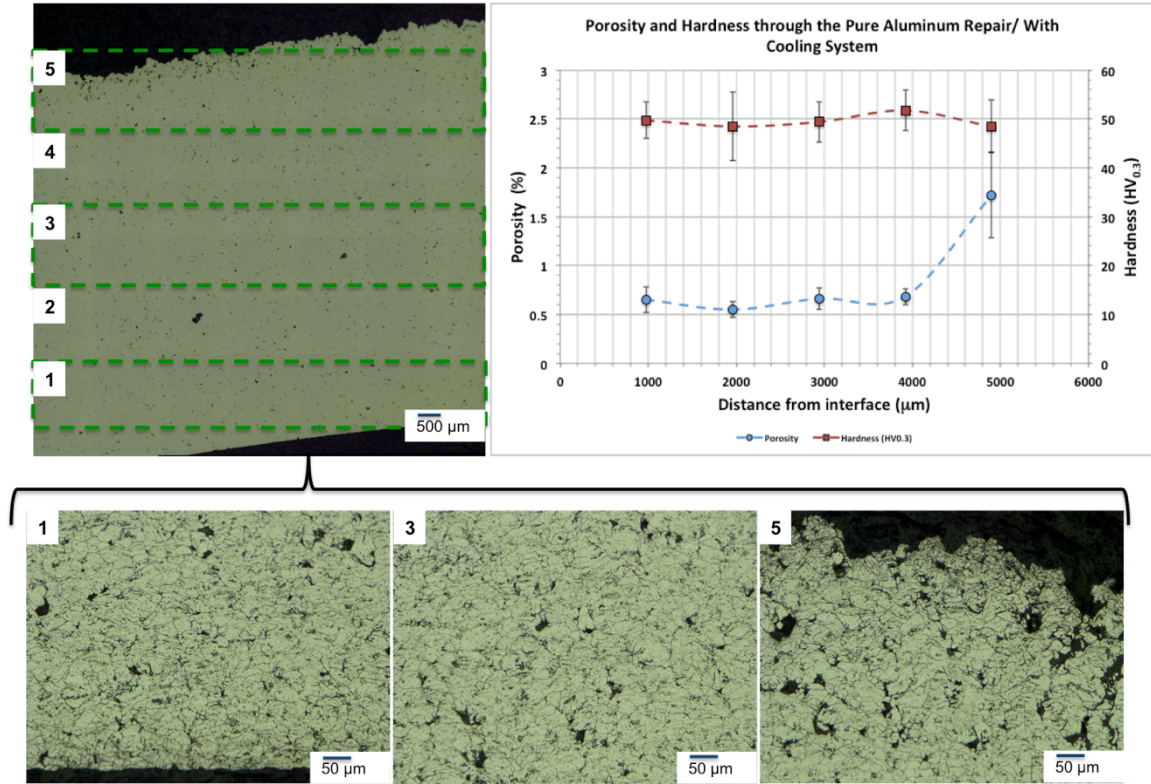 5
4
3
2
1
500 μm
Porosity and Hardness through the Pure Aluminum Repair/ With
Cooling System
3
2.5
2
1.5
1
0.5
0
60
50
40
30
20
10
0
0 1000 2000 3000 4000 5000 6000
Porosity (%)
Hardness (HV0.3)
Distance from interface (μm)
Porosity Hardness (HV0.3)
1
50 μm
3
50 μm
5
50 μm